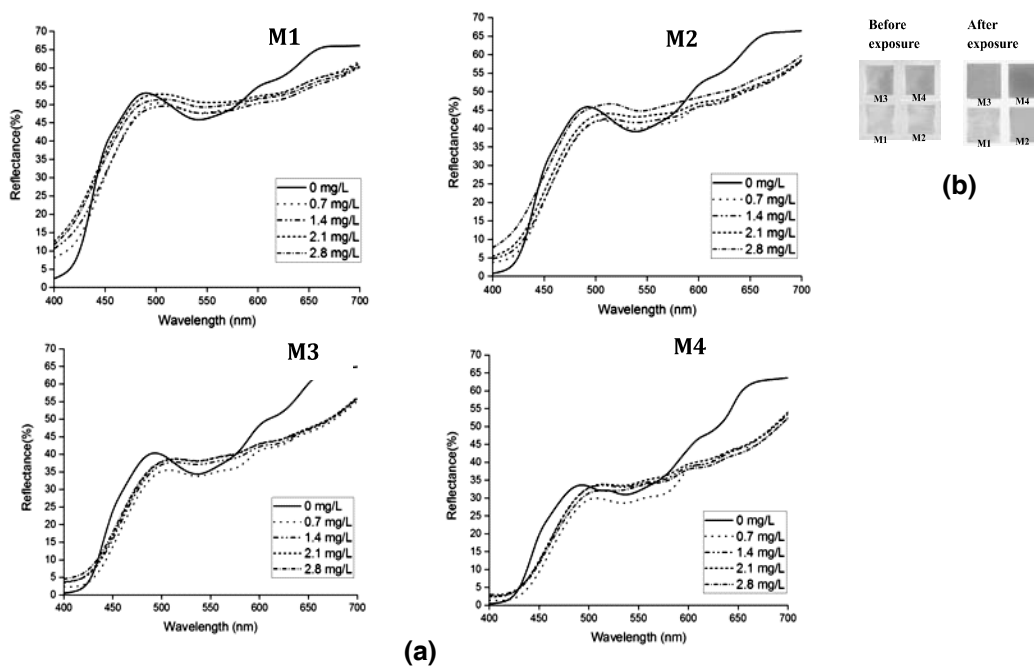 M1
70
65
60
55
50
45
40
35
30
25
20
15
10
5
0
Reflectance(%)
0 mg/L
0.7 mg/L
1.4 mg/L
2.1 mg/L
2.8 mg/L
400 450 500 550 600 650 700
Wavelength (nm)
M2
70
65
60
55
50
45
40
35
30
25
20
15
10
5
0
Reflectance(%)
0 mg/L
0.7 mg/L
1.4 mg/L
2.1 mg/L
2.8 mg/L
400 450 500 550 600 650 700
Wavelength (nm)
Before exposure
After exposure
M3 M4
M1 M2
M3 M4
M1 M2
(b)
M3
70
65
60
55
50
45
40
35
30
25
20
15
10
5
0
Reflectance(%)
0 mg/L
0.7 mg/L
1.4 mg/L
2.1 mg/L
2.8 mg/L
400 450 500 550 600 650 700
Wavelength (nm)
M4
70
65
60
55
50
45
40
35
30
25
20
15
10
5
0
Reflectance(%)
0 mg/L
0.7 mg/L
1.4 mg/L
2.1 mg/L
2.8 mg/L
400 450 500 550 600 650 700
Wavelength (nm)
(a)